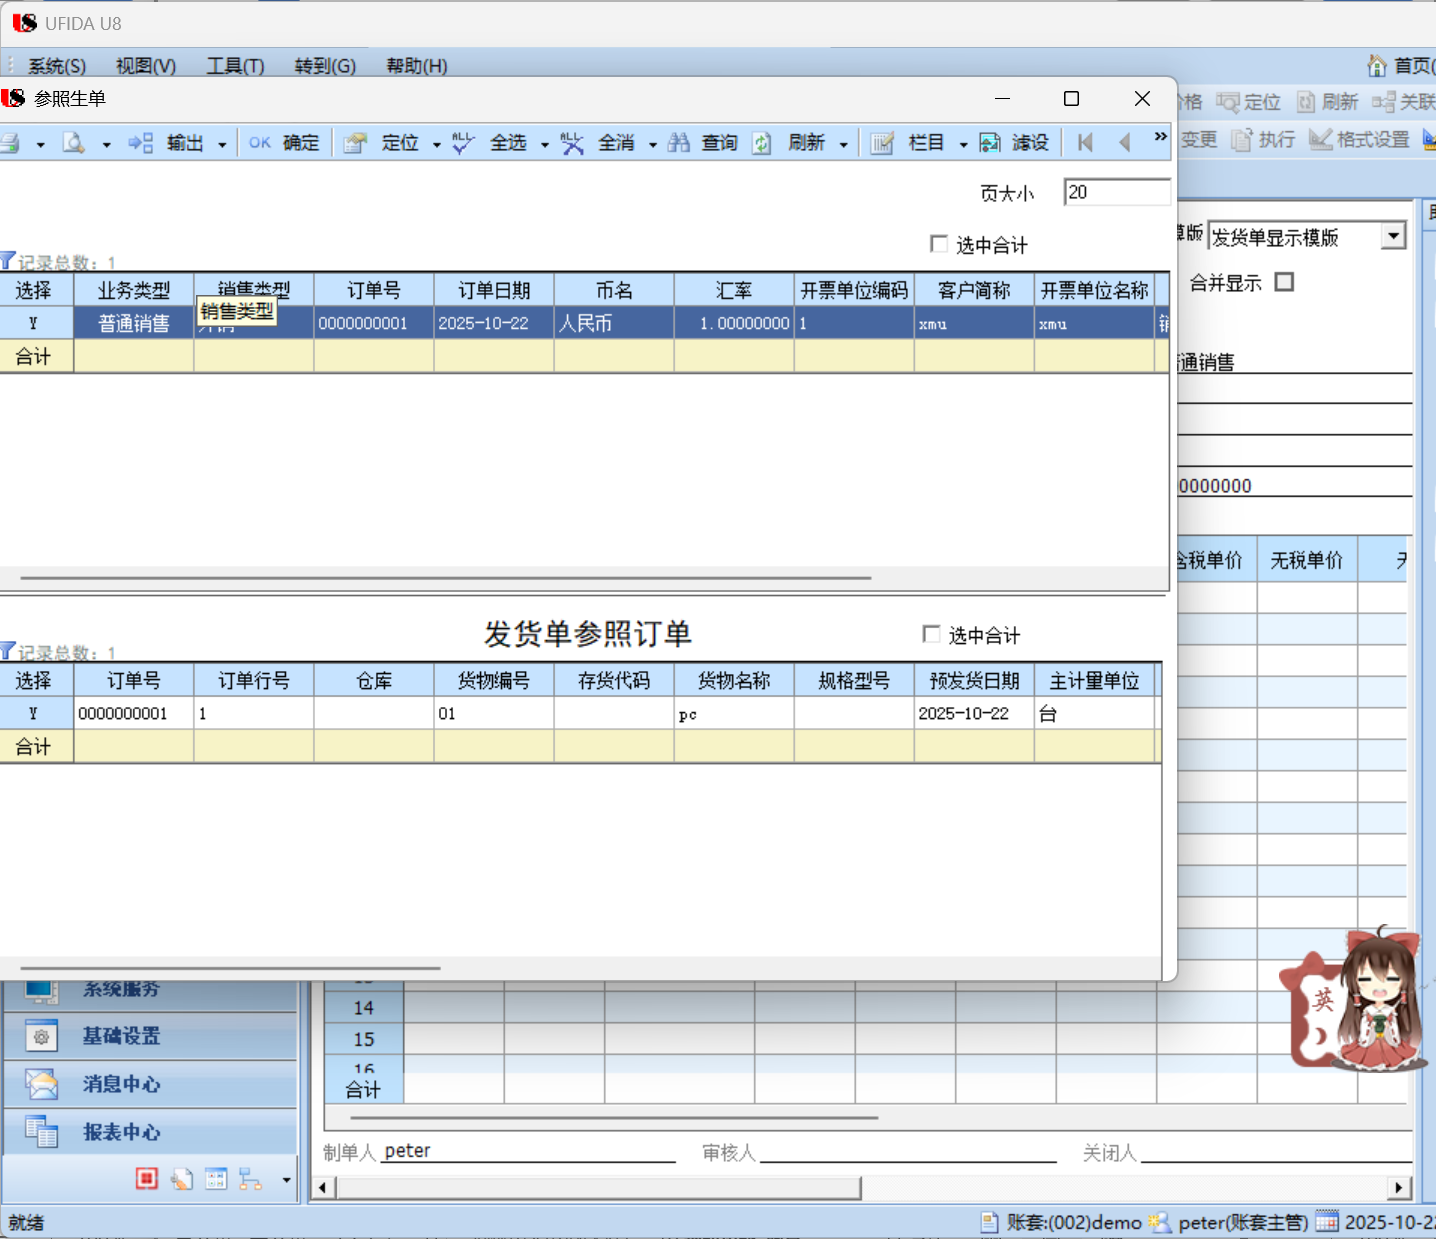 UFIDA U8
系统(S) 视图(V) 工具(T) 转到(G) 帮助(H) 首页(
参照生单
格 定位 刷新 关联
输出 OK 确定 定位 全选 全消 查询 刷新 栏目 滤设 »
变更 执行 格式设置
页大小 20
模版 发货单显示模版
选中合计
记录总数: 1
合并显示
选择 业务类型 销售类型 订单号 订单日期 币名 汇率 开票单位编码 客户简称 开票单位名称
销售类型
Y 普通销售 0000000001 2025-10-22 人民币 1.00000000 1 xmu xmu 销
合计
普通销售
0000000
含税单价 无税单价
发货单参照订单
选中合计
记录总数: 1
选择 订单号 订单行号 仓库 货物编号 存货代码 货物名称 规格型号 预发货日期 主计量单位
Y 0000000001 1 01 pc 2025-10-22 台
合计
系统服务
基础设置
消息中心
报表中心
14
15
16
合计
英
制单人 peter 审核人 关闭人
就绪 账套:(002)demo peter(账套主管) 2025-10-22